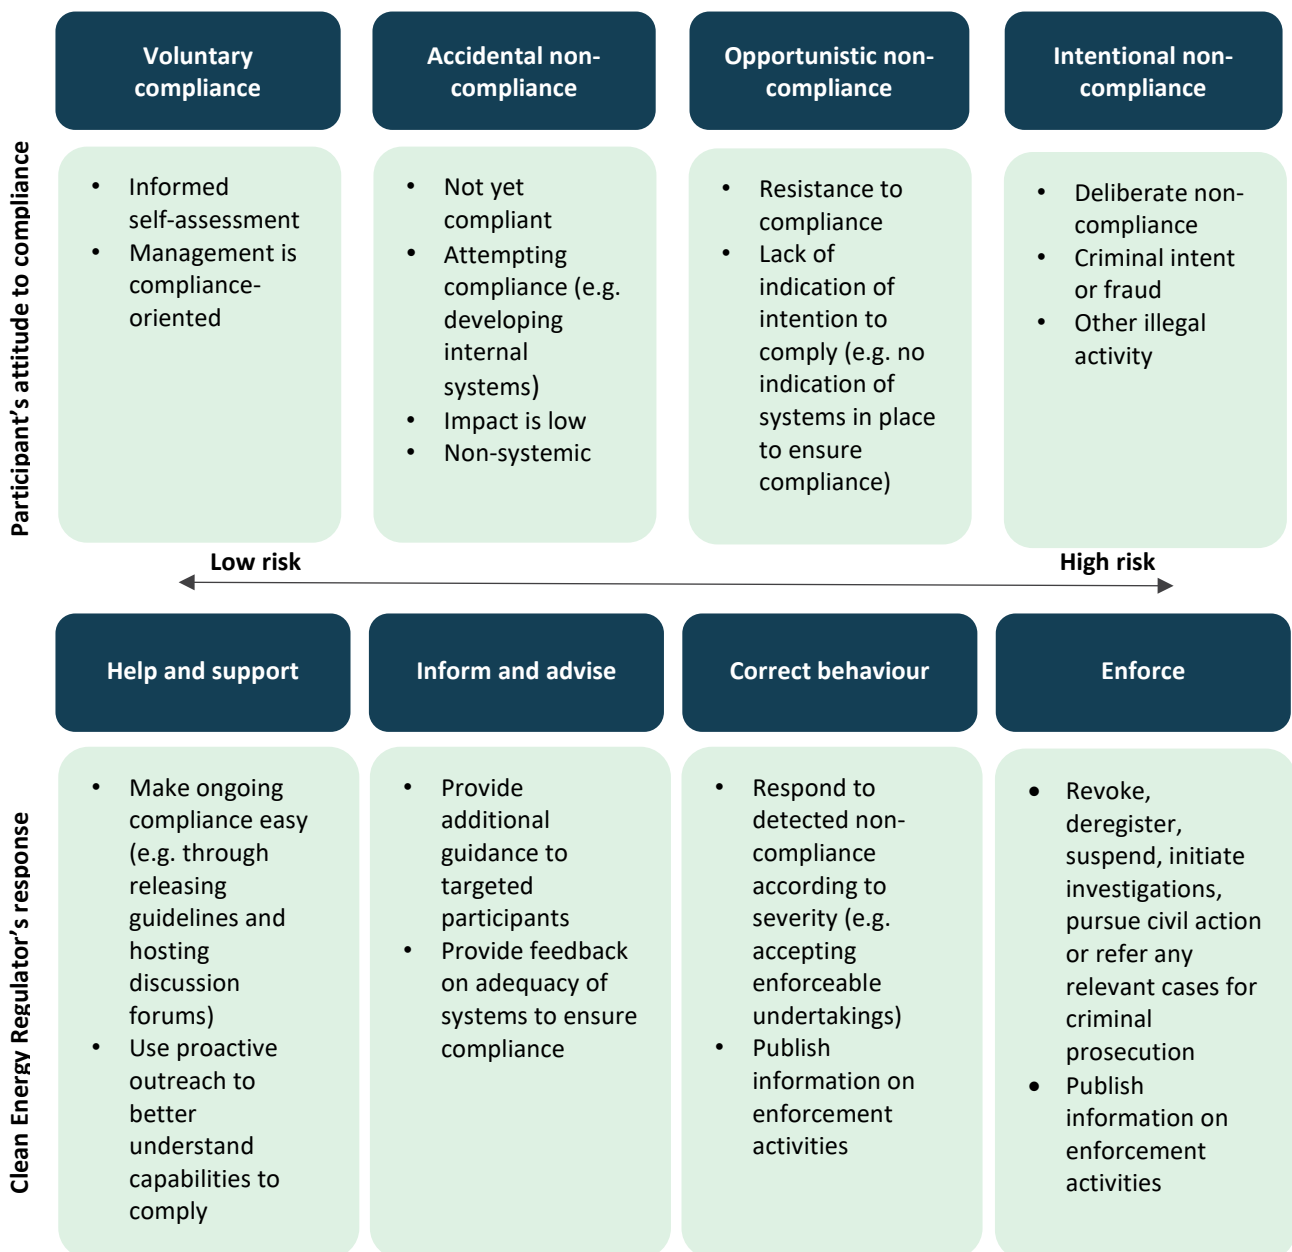 Voluntary
compliance
Accidental non-
compliance
Opportunistic non-
compliance
Intentional non-
compliance
Participant's attitude to compliance
• Informed
self-assessment
• Management is
compliance-
oriented
• Not yet
compliant
• Attempting
compliance (e.g.
developing
internal
systems)
• Impact is low
• Non-systemic
• Resistance to
compliance
• Lack of
indication of
intention to
comply (e.g. no
indication of
systems in place
to ensure
compliance)
• Deliberate non-
compliance
• Criminal intent
or fraud
• Other illegal
activity
Low risk
High risk
Help and support
Inform and advise
Correct behaviour
Enforce
Clean Energy Regulator's response
• Make ongoing
compliance easy
(e.g. through
releasing
guidelines and
hosting
discussion
forums)
• Use proactive
outreach to
better
understand
capabilities to
comply
• Provide
additional
guidance to
targeted
participants
• Provide feedback
on adequacy of
systems to ensure
compliance
• Respond to
detected non-
compliance
according to
severity (e.g.
accepting
enforceable
undertakings)
• Publish
information on
enforcement
activities
• Revoke,
deregister,
suspend, initiate
investigations,
pursue civil action
or refer any
relevant cases for
criminal
prosecution
• Publish
information on
enforcement
activities